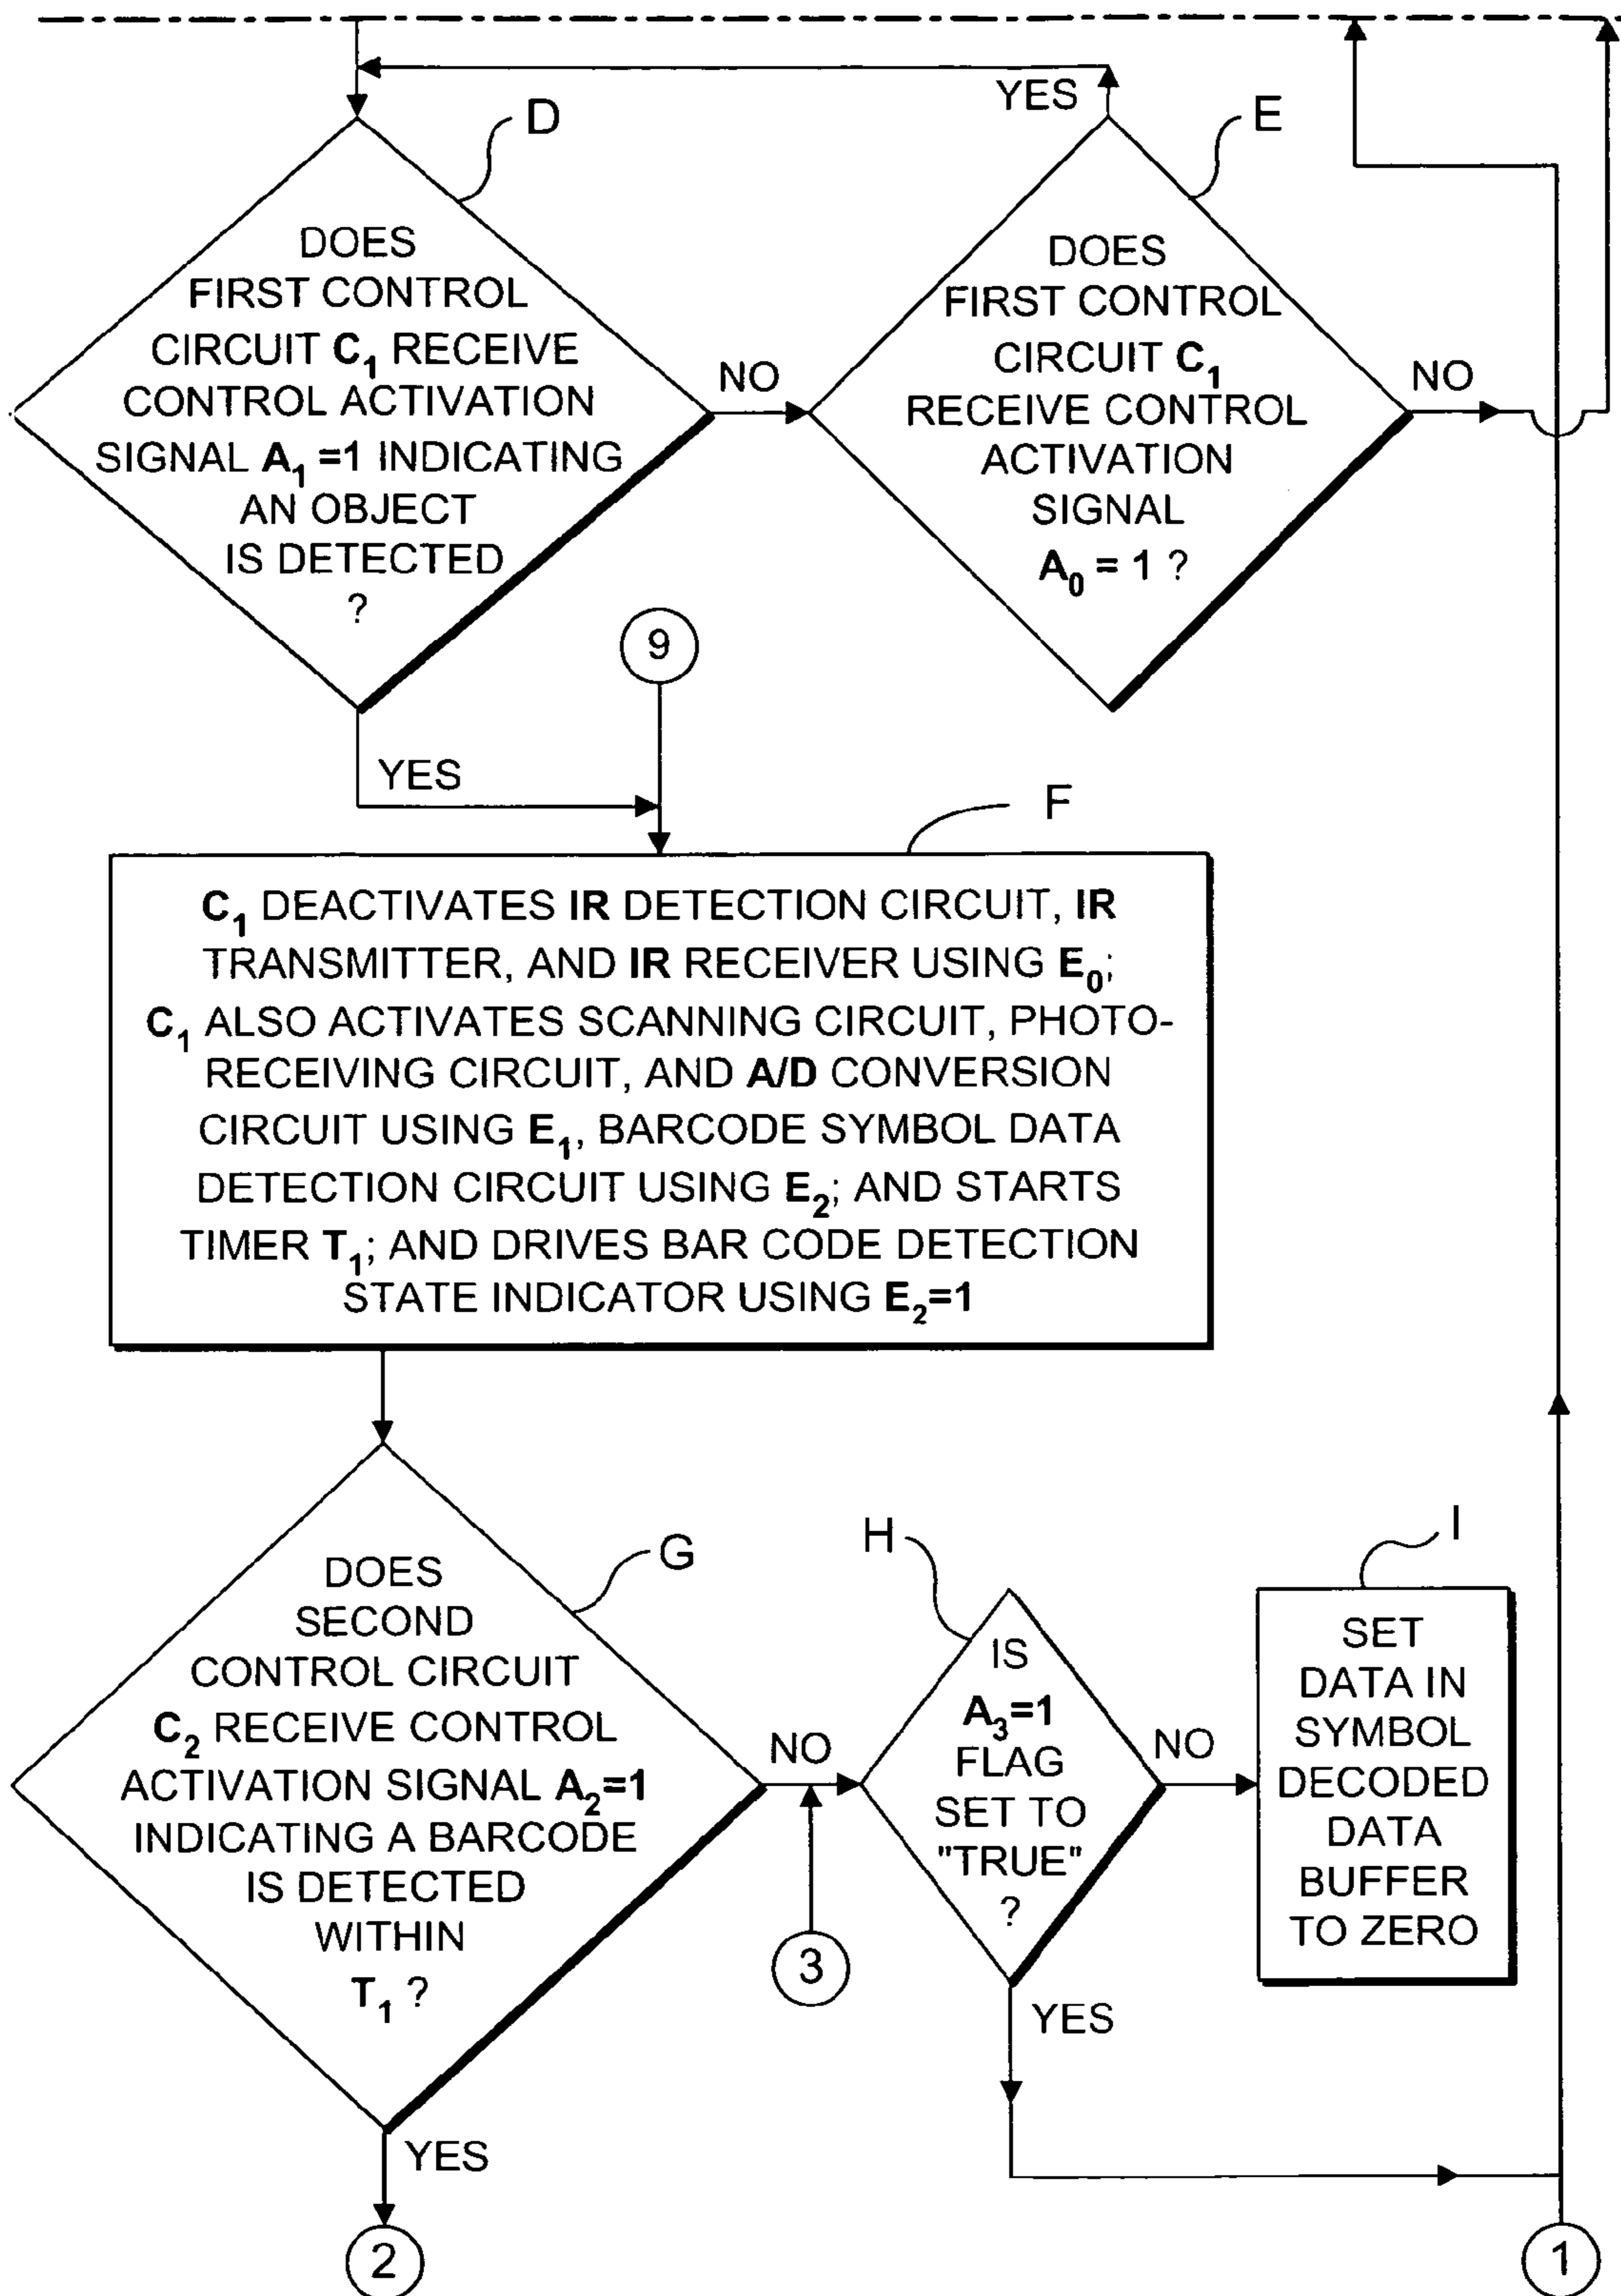 YES
D
E
DOES
FIRST CONTROL
CIRCUIT C1 RECEIVE
CONTROL ACTIVATION
SIGNAL A1 =1 INDICATING
AN OBJECT
IS DETECTED
?
NO
DOES
FIRST CONTROL
CIRCUIT C1
RECEIVE CONTROL
ACTIVATION
SIGNAL
A0 = 1 ?
NO
9
YES
F
C1 DEACTIVATES IR DETECTION CIRCUIT, IR
TRANSMITTER, AND IR RECEIVER USING E0;
C1 ALSO ACTIVATES SCANNING CIRCUIT, PHOTO-
RECEIVING CIRCUIT, AND A/D CONVERSION
CIRCUIT USING E1, BARCODE SYMBOL DATA
DETECTION CIRCUIT USING E2; AND STARTS
TIMER T1; AND DRIVES BAR CODE DETECTION
STATE INDICATOR USING E2=1
G
DOES
SECOND
CONTROL CIRCUIT
C2 RECEIVE CONTROL
ACTIVATION SIGNAL A2=1
INDICATING A BARCODE
IS DETECTED
WITHIN
T1 ?
NO
3
H
IS
A3=1
FLAG
SET TO
"TRUE"
?
NO
I
SET
DATA IN
SYMBOL
DECODED
DATA
BUFFER
TO ZERO
YES
YES
2
1